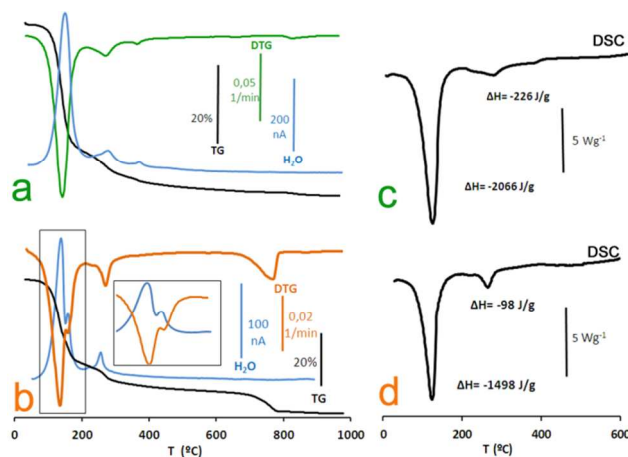 a
DTG
0,05
1/min
20%
200
nA
TG
H₂O
DSC
ΔH= -226 J/g
5 Wg⁻¹
c
ΔH= -2066 J/g
b
DTG
0,02
1/min
100
nA
20%
H₂O
TG
0 200 400 600 800 1000
T (ºC)
DSC
ΔH= -98 J/g
5 Wg⁻¹
d
ΔH= -1498 J/g
0 200 400 600
T (ºC)